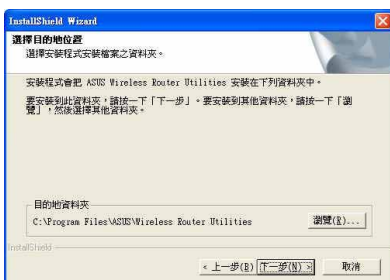 InstallShield Wizard
選擇目的地位置
選擇安裝程式安裝檔案之資料夾。
安裝程式會把 ASUS Wireless Router Utilities 安裝在下列資料夾中。
要安裝到此資料夾，請按一下「下一步」。要安裝到其他資料夾，請按一下「瀏
覽」，然後選擇其他資料夾。
目的地資料夾
C:\Program Files\ASUS\Wireless Router Utilities
瀏覽(R)...
InstallShield
< 上一步(B)
下一步(N) >
取消